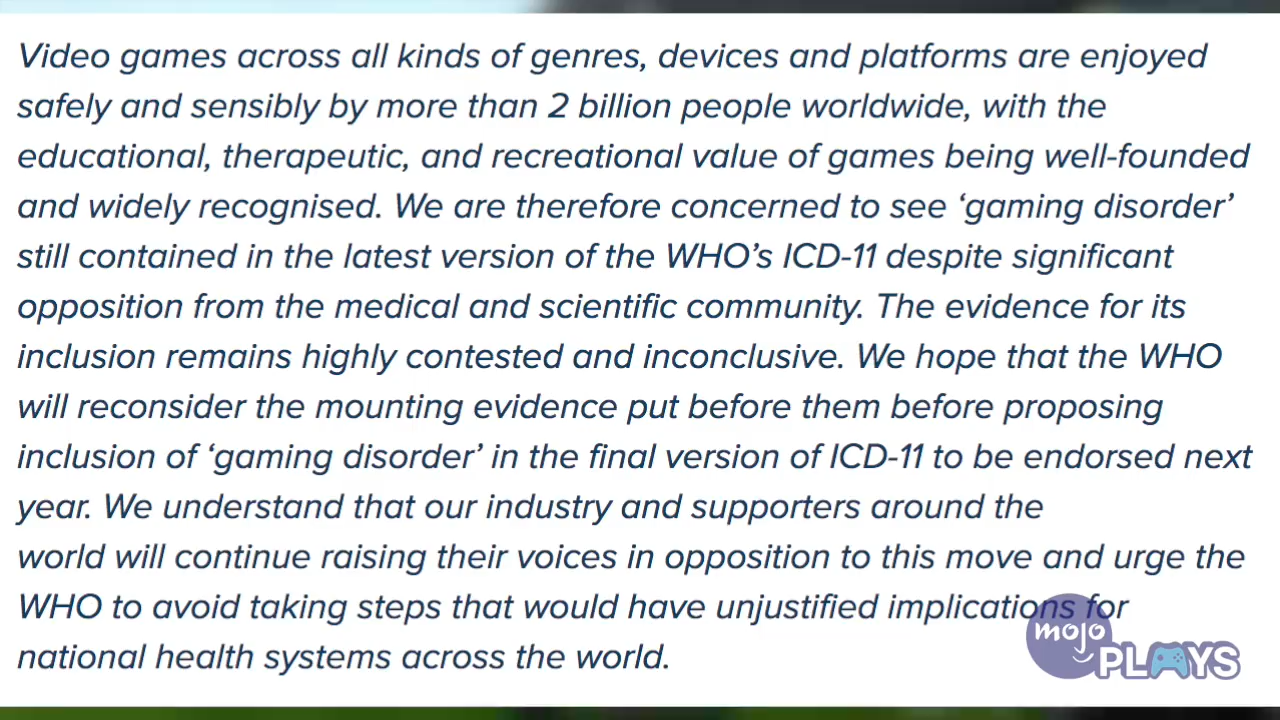 Video games across all kinds of genres, devices and platforms are enjoyed
safely and sensibly by more than 2 billion people worldwide, with the
educational, therapeutic, and recreational value of games being well-founded
and widely recognised. We are therefore concerned to see ‘gaming disorder’
still contained in the latest version of the WHO’s ICD-11 despite significant
opposition from the medical and scientific community. The evidence for its
inclusion remains highly contested and inconclusive. We hope that the WHO
will reconsider the mounting evidence put before them before proposing
inclusion of ‘gaming disorder’ in the final version of ICD-11 to be endorsed next
year. We understand that our industry and supporters around the
world will continue raising their voices in opposition to this move and urge the
WHO to avoid taking steps that would have unjustified implications for
national health systems across the world.
mojo
PLAYS